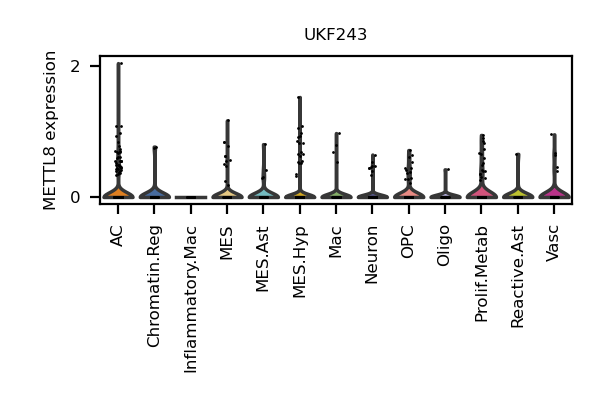 UKF243
METTL8 expression
2
0
AC
Chromatin.Reg
Inflammatory.Mac
MES
MES.Ast
MES.Hyp
Mac
Neuron
OPC
Oligo
Prolif.Metab
Reactive.Ast
Vasc